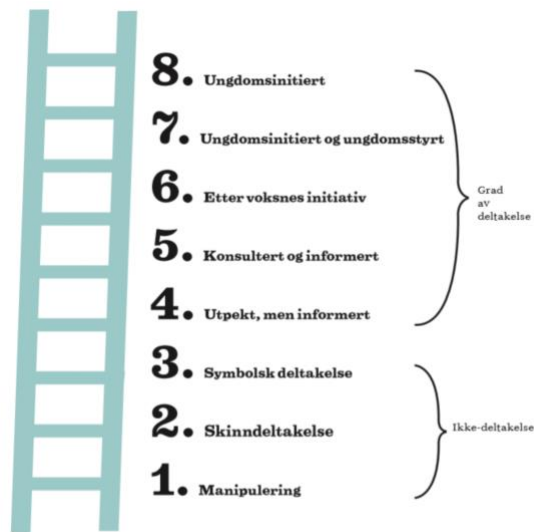 8. Ungdomsinitiert
7. Ungdomsinitiert og ungdomsstyrt
6. Etter voksnes initiativ
Grad
av
deltakelse
5. Konsultert og informert
4. Utpekt, men informert
3. Symbolsk deltakelse
2. Skinndeltakelse
Ikke-deltakelse
1. Manipulering